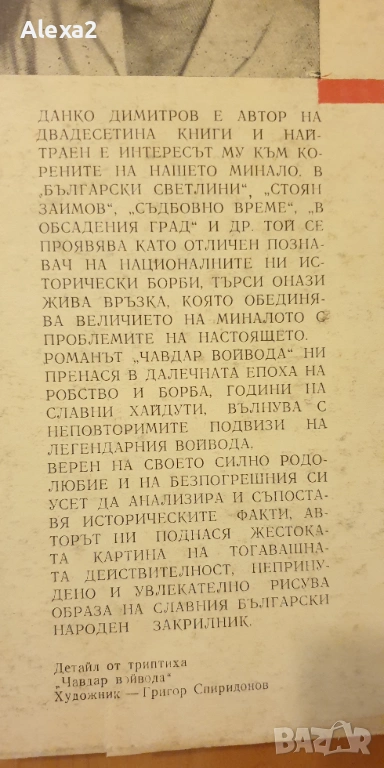 Alexa2
ДАНКО ДИМИТРОВ Е АВТОР НА
ДВАДЕСЕТИНА КНИГИ И НАЙ-
ТРАЕН Е ИНТЕРЕСЪТ МУ КЪМ КО-
РЕНИТЕ НА НАШЕТО МИНАЛО. В
„БЪЛГАРСКИ СВЕТЛИНИ“, „СТОЯН
ЗАИМОВ“, „СЪДБОВНО ВРЕМЕ“, „В
ОБСАДЕНИЯ ГРАД“ И ДР. ТОЙ СЕ
ПРОЯВЯВА КАТО ОТЛИЧЕН ПОЗНА-
ВАЧ НА НАЦИОНАЛНИТЕ НИ ИС-
ТОРИЧЕСКИ БОРБИ, ТЪРСИ ОНАЗИ
ЖИВА ВРЪЗКА, КОЯТО ОБЕДИНЯ-
ВА ВЕЛИЧИЕТО НА МИНАЛОТО С
ПРОБЛЕМИТЕ НА НАСТОЯЩЕТО.
РОМАНЪТ „ЧАВДАР ВОЙВОДА“ НИ
ПРЕНАСЯ В ДАЛЕЧНАТА ЕПОХА НА
РОБСТВО И БОРБА, ГОДИНИ НА
СЛАВНИ ХАЙДУТИ, ВЪЛНУВА С
НЕПОВТОРИМИТЕ ПОДВИЗИ НА
ЛЕГЕНДАРНИЯ ВОЙВОДА.
ВЕРЕН НА СВОЕТО СИЛНО РОДО-
ЛЮБИЕ И НА БЕЗПОГРЕШНИЯ СИ
УСЕТ ДА АНАЛИЗИРА И СЪПОСТА-
ВЯ ИСТОРИЧЕСКИТЕ ФАКТИ, АВ-
ТОРЪТ НИ ПОДНАСЯ ЖЕСТОКА-
ТА КАРТИНА НА ТОГАВАШНА-
ТА ДЕЙСТВИТЕЛНОСТ, НЕПРИНУ-
ДЕНО И УВЛЕКАТЕЛНО РИСУВА
ОБРАЗА НА СЛАВНИЯ БЪЛГАРСКИ
НАРОДЕН ЗАКРИЛНИК.
Детайл от триптиха
„Чавдар войвода“
Художник — Григор Спиридонов
BAZAR.BG